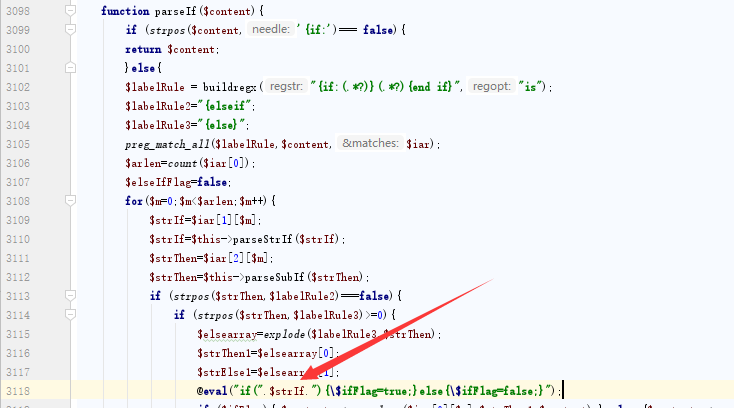 3098 function parseIf($content){
3099 if (strpos($content, needle: '{if:')=== false){
3100 return $content;
3101 }else{
3102 $labelRule = buildregx( regstr: "{if:(.*?)}(.*?){end if}", regopt: "is");
3103 $labelRule2="{elseif";
3104 $labelRule3="{else}";
3105 preg_match_all($labelRule,$content, &matches: $iar);
3106 $arlen=count($iar[0]);
3107 $elseIfFlag=false;
3108 for($m=0;$m<$arlen;$m++){
3109 $strIf=$iar[1][$m];
3110 $strIf=$this->parseStrIf($strIf);
3111 $strThen=$iar[2][$m];
3112 $strThen=$this->parseSubIf($strThen);
3113 if (strpos($strThen,$labelRule2)===false){
3114 if (strpos($strThen,$labelRule3)>=0){
3115 $elsearray=explode($labelRule3,$strThen);
3116 $strThen1=$elsearray[0];
3117 $strElse1=$elsearray[1];
3118 @eval("if(".$strIf."){\$ifFlag=true;}else{\$ifFlag=false;}");